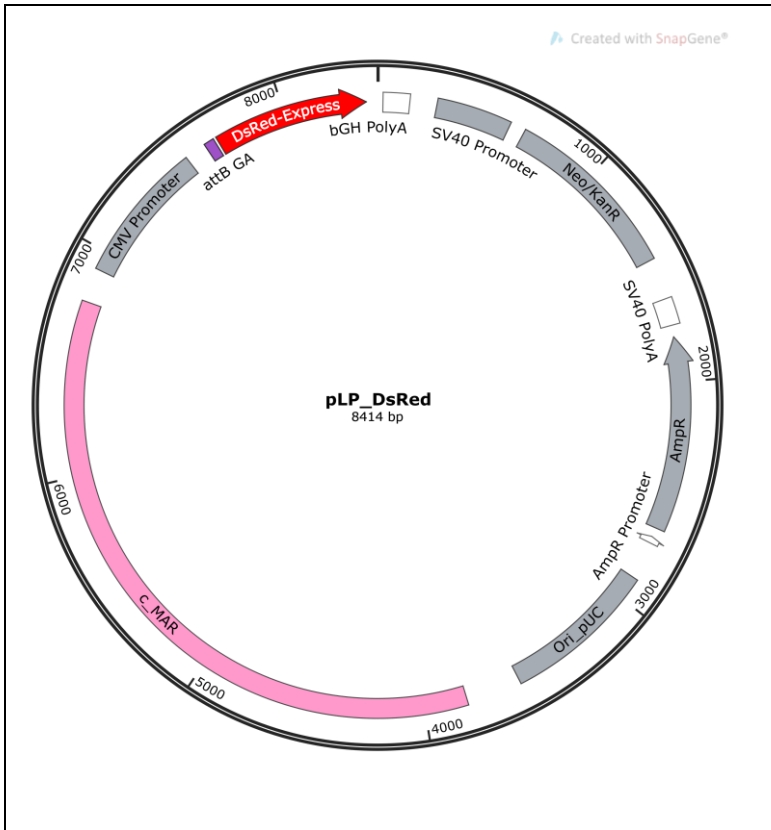 Created with SnapGene®
8000
DsRed-Express
bGH PolyA
SV40 Promoter
1000
Neo/KanR
attB GA
CMV Promoter
7000
SV40 PolyA
2000
pLP_DsRed
8414 bp
AmpR
AmpR Promoter
6000
3000
Ori_pUC
c_MAR
5000
4000